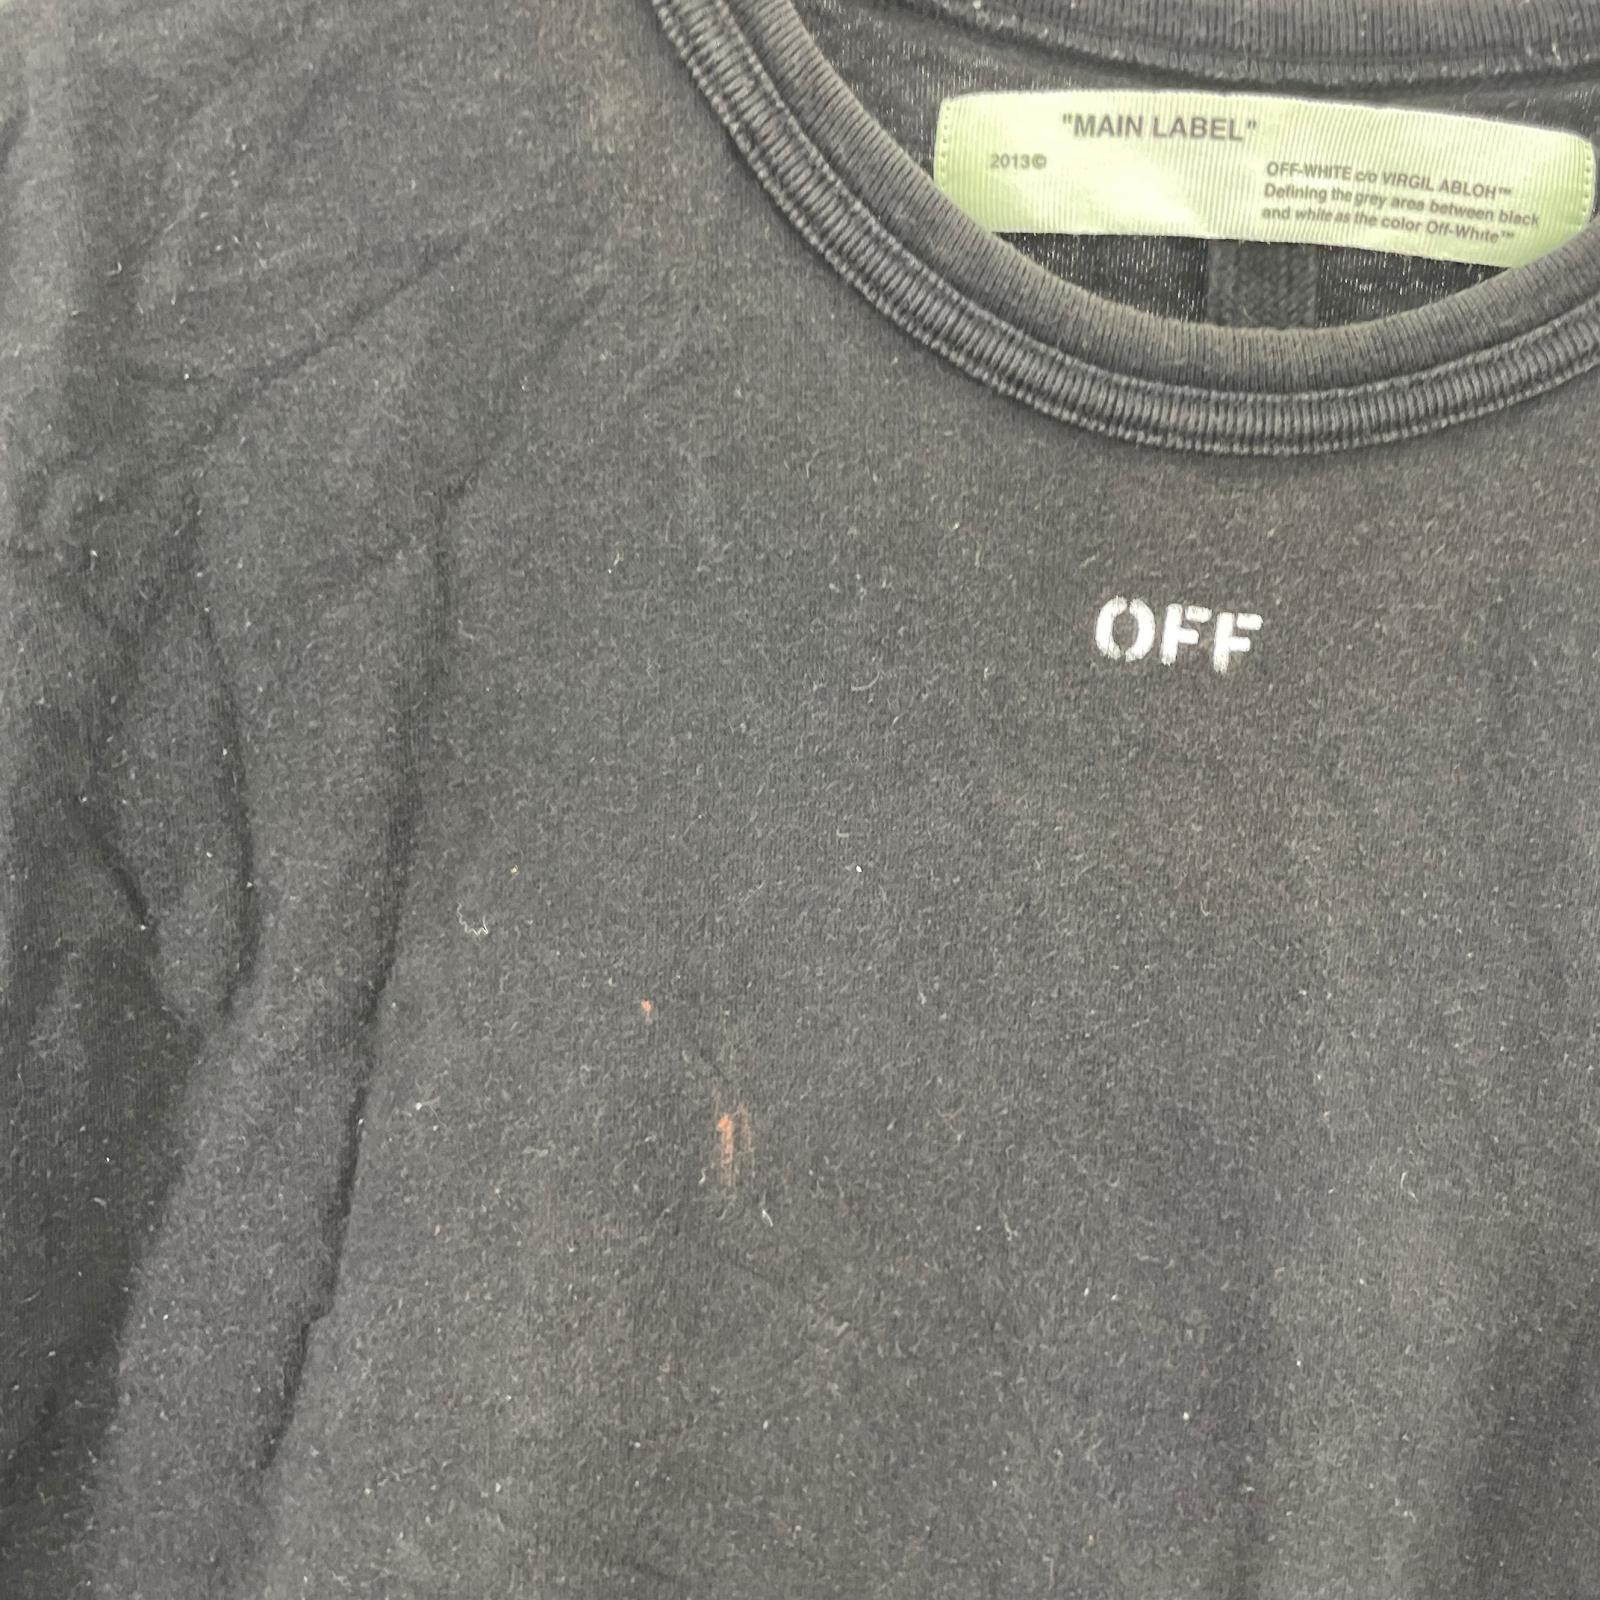 "MAIN LABEL"
2013©
OFF-WHITE c/o VIRGIL ABLOH™
Defining the grey area between black
and white as the color Off-White™
OFF